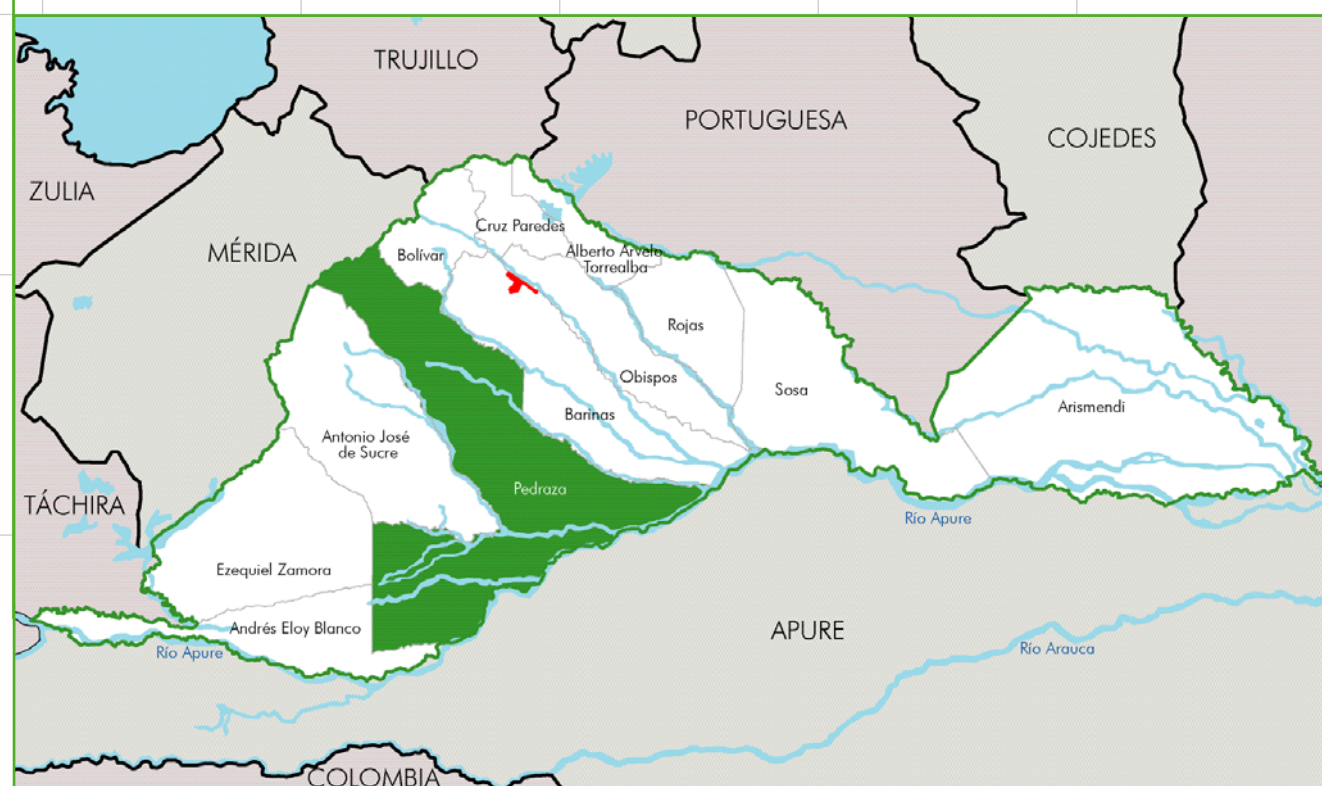 TRUJILLO
PORTUGUESA
COJEDES
ZULIA
MÉRIDA
Cruz Paredes
Bolívar
Alberto Arvelo
Torrealba
Rojas
Obispos
Sosa
Barinas
Arismendi
Antonio José
de Sucre
Pedraza
TÁCHIRA
Río Apure
Ezequiel Zamora
Andrés Eloy Blanco
APURE
Río Apure
Río Arauca
COLOMBIA